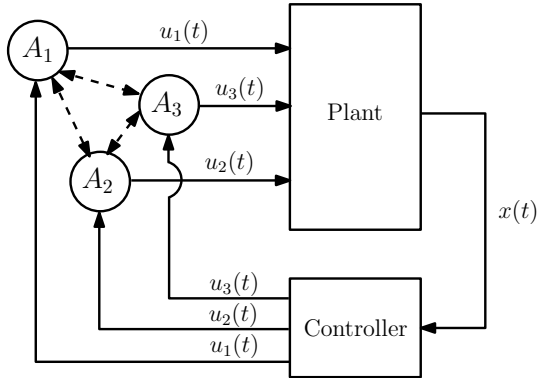 A₁
u₁(t)
A₃
u₃(t)
Plant
A₂
u₂(t)
x(t)
u₃(t)
u₂(t)
Controller
u₁(t)